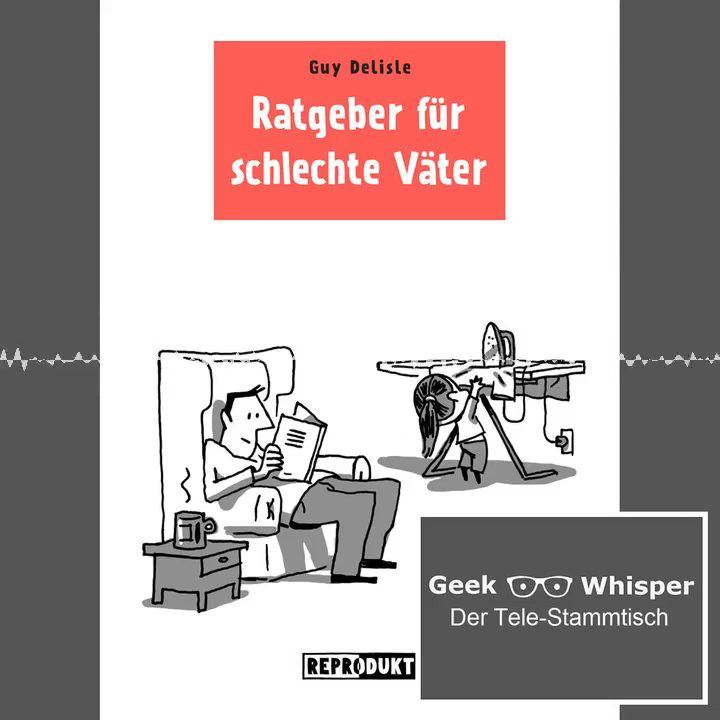 Guy Delisle
Ratgeber für
schlechte Väter
Geek Whisper
Der Tele-Stammtisch
REPRODUKT